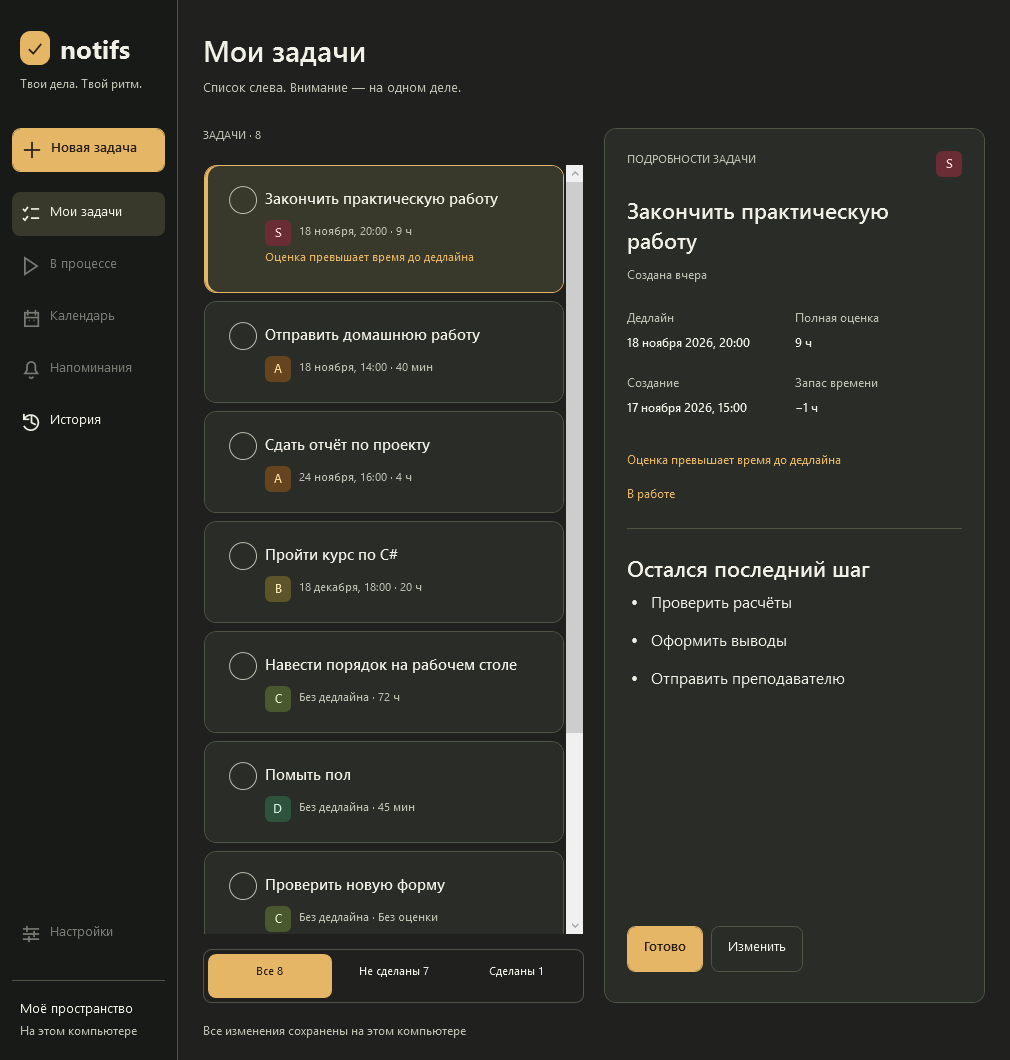 notifs
Твои дела. Твой ритм.
Новая задача
Мои задачи
В процессе
Календарь
Напоминания
История
Настройки
Моё пространство
На этом компьютере
Мои задачи
Список слева. Внимание — на одном деле.
ЗАДАЧИ · 8
Закончить практическую работу
S 18 ноября, 20:00 · 9 ч
Оценка превышает время до дедлайна
Отправить домашнюю работу
A 18 ноября, 14:00 · 40 мин
Сдать отчёт по проекту
A 24 ноября, 16:00 · 4 ч
Пройти курс по C#
B 18 декабря, 18:00 · 20 ч
Навести порядок на рабочем столе
C Без дедлайна · 72 ч
Помыть пол
D Без дедлайна · 45 мин
Проверить новую форму
C Без дедлайна · Без оценки
Все 8 Не сделаны 7 Сделаны 1
Все изменения сохранены на этом компьютере
ПОДРОБНОСТИ ЗАДАЧИ S
Закончить практическую
работу
Создана вчера
Дедлайн Полная оценка
18 ноября 2026, 20:00 9 ч
Создание Запас времени
17 ноября 2026, 15:00 −1 ч
Оценка превышает время до дедлайна
В работе
Остался последний шаг
• Проверить расчёты
• Оформить выводы
• Отправить преподавателю
Готово Изменить